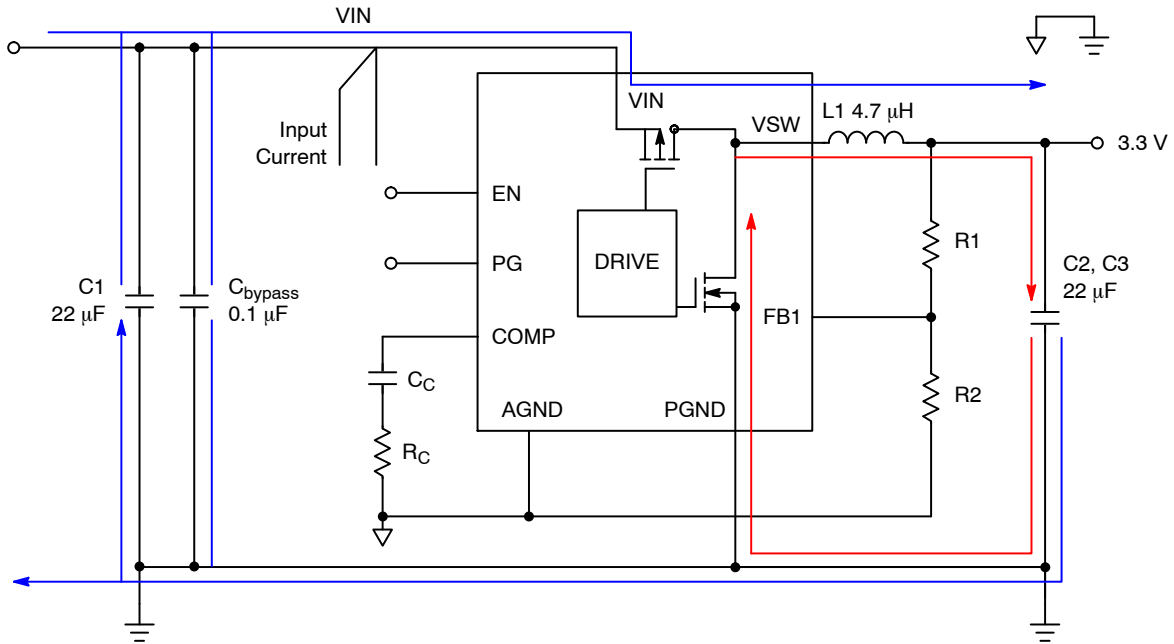 VIN
VIN
VSW
L1 4.7 μH
3.3 V
Input
Current
EN
DRIVE
PG
R1
C1
22 μF
Cbypass
0.1 μF
C2, C3
22 μF
FB1
COMP
CC
AGND
PGND
R2
RC